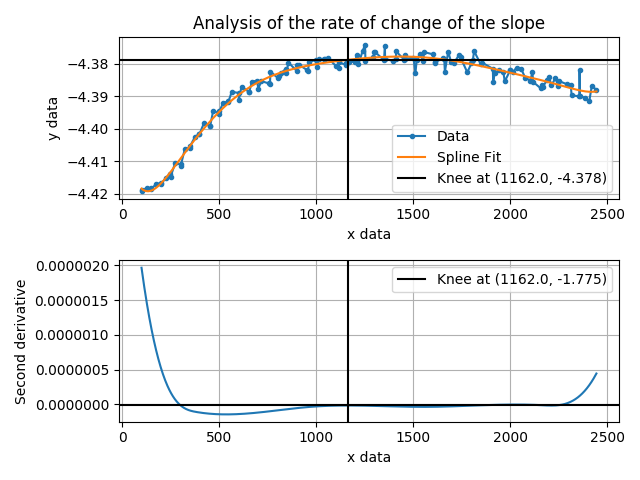 Analysis of the rate of change of the slope
y data
−4.38
−4.39
−4.40
−4.41
−4.42
Data
Spline Fit
Knee at (1162.0, -4.378)
0 500 1000 1500 2000 2500
x data
Second derivative
0.0000020
0.0000015
0.0000010
0.0000005
0.0000000
Knee at (1162.0, -1.775)
0 500 1000 1500 2000 2500
x data